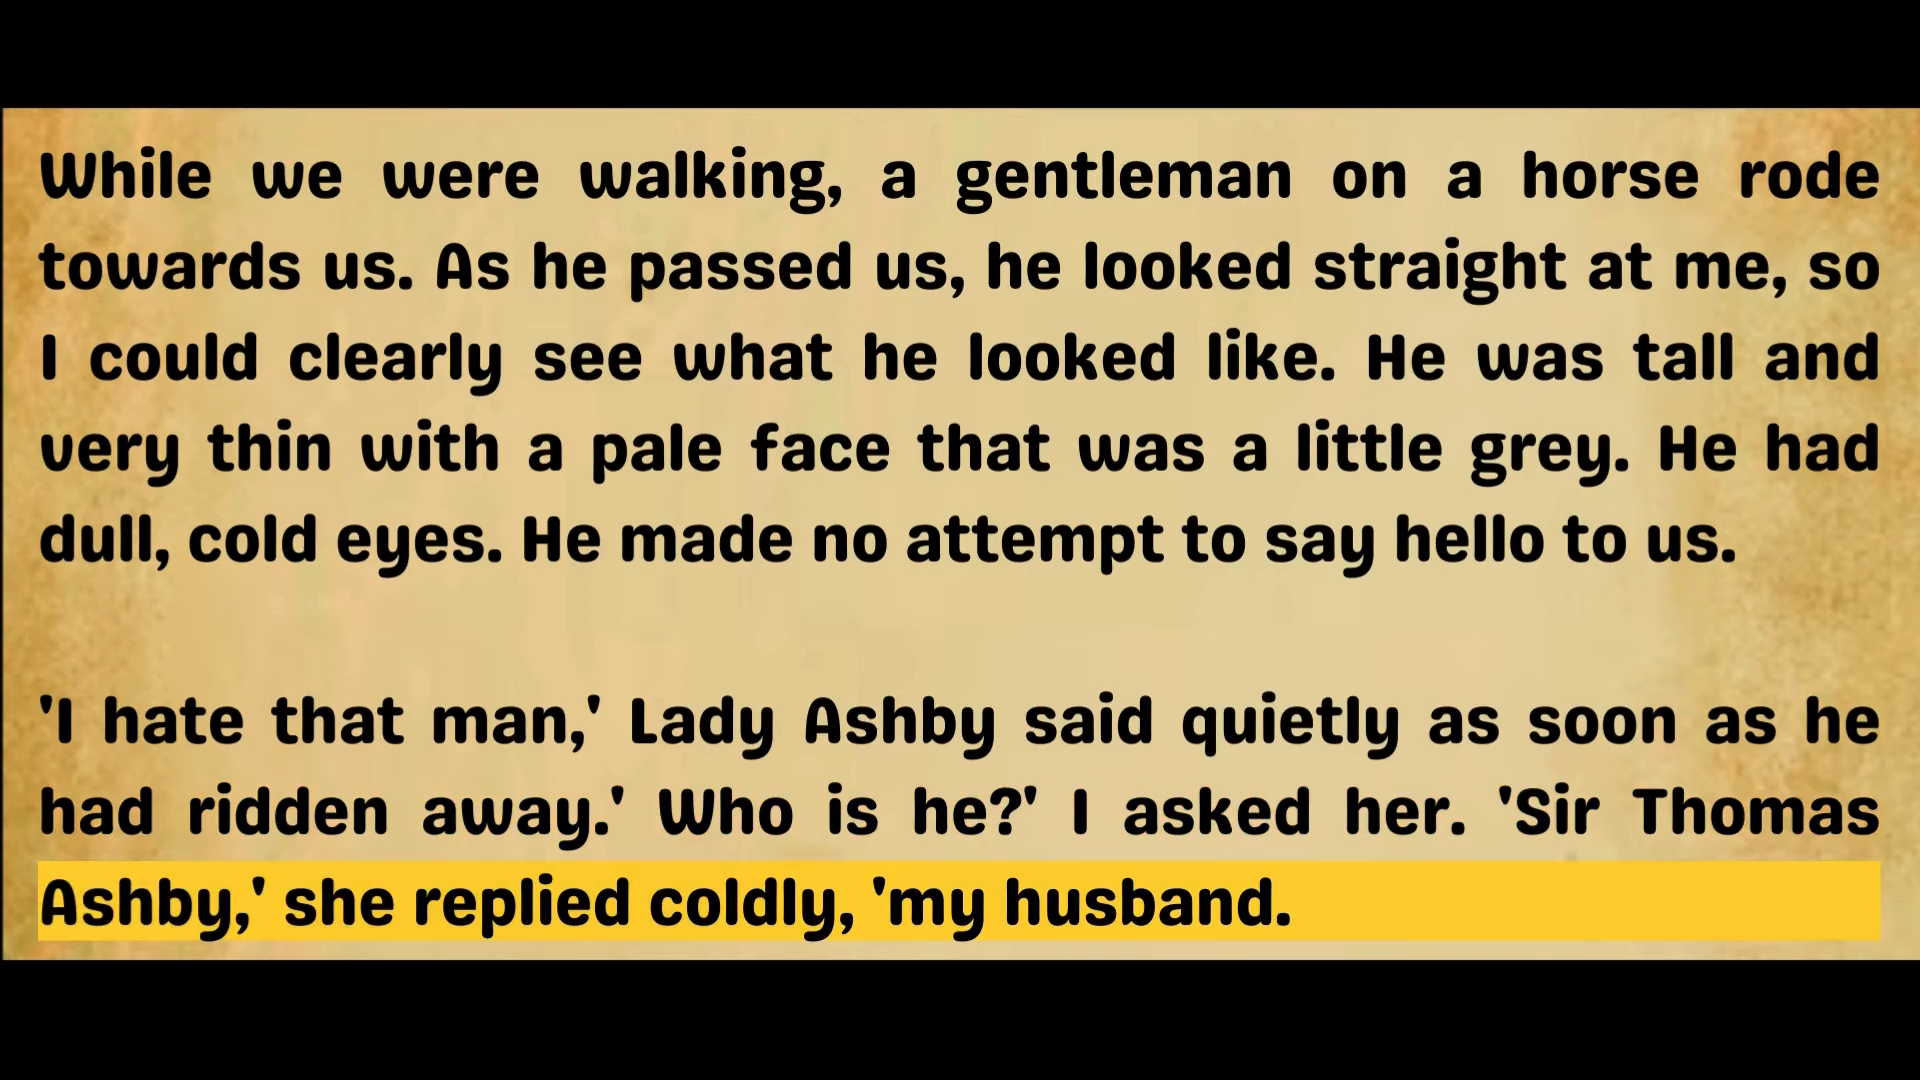 While we were walking, a gentleman on a horse rode
towards us. As he passed us, he looked straight at me, so
I could clearly see what he looked like. He was tall and
very thin with a pale face that was a little grey. He had
dull, cold eyes. He made no attempt to say hello to us.
'I hate that man,' Lady Ashby said quietly as soon as he
had ridden away.' Who is he?' I asked her. 'Sir Thomas
Ashby,' she replied coldly, 'my husband.